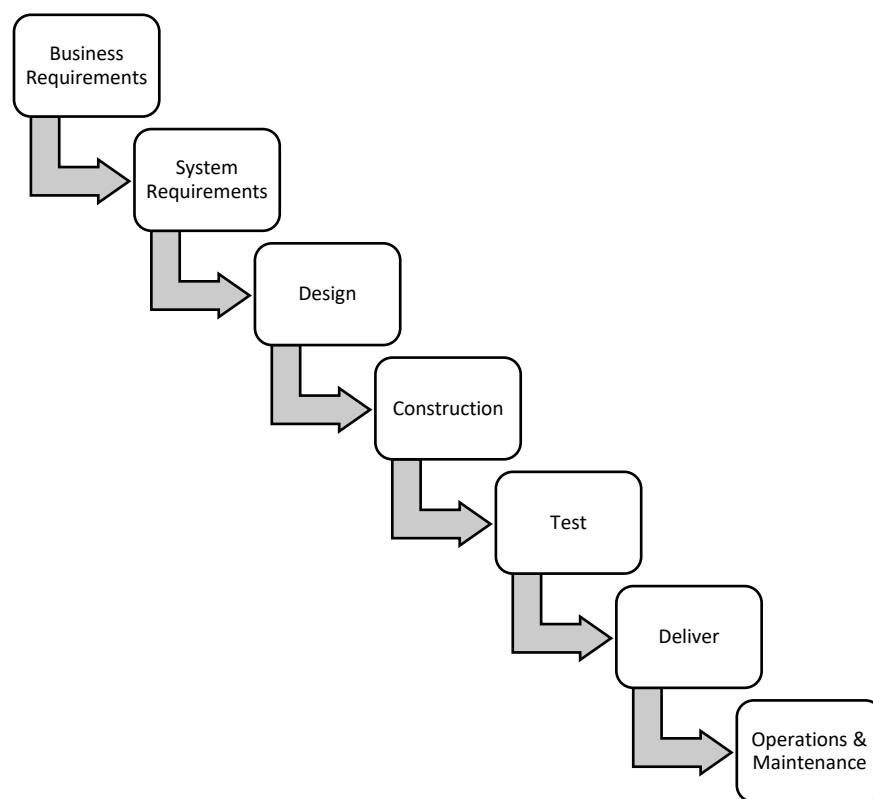 Business
Requirements
System
Requirements
Design
Construction
Test
Deliver
Operations &
Maintenance